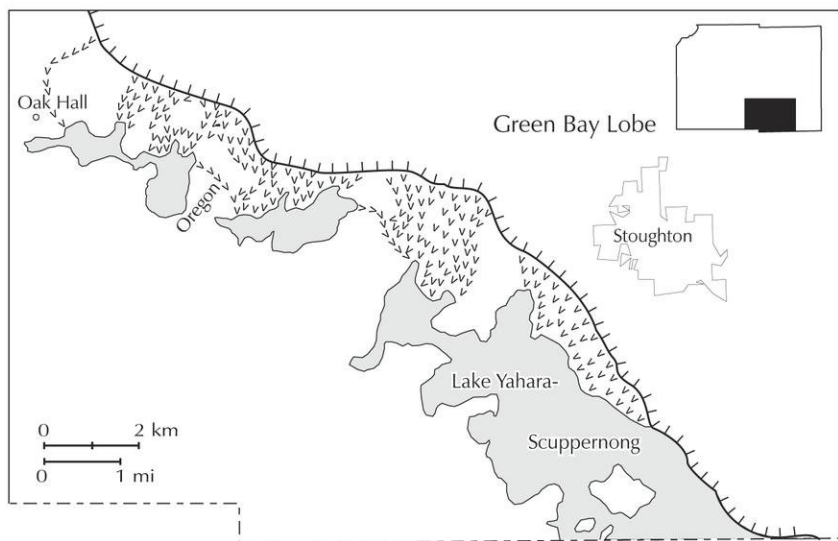 Oak Hall
Green Bay Lobe
Oregon
Stoughton
Lake Yahara-
Scuppernong
0 2 km
0 1 mi